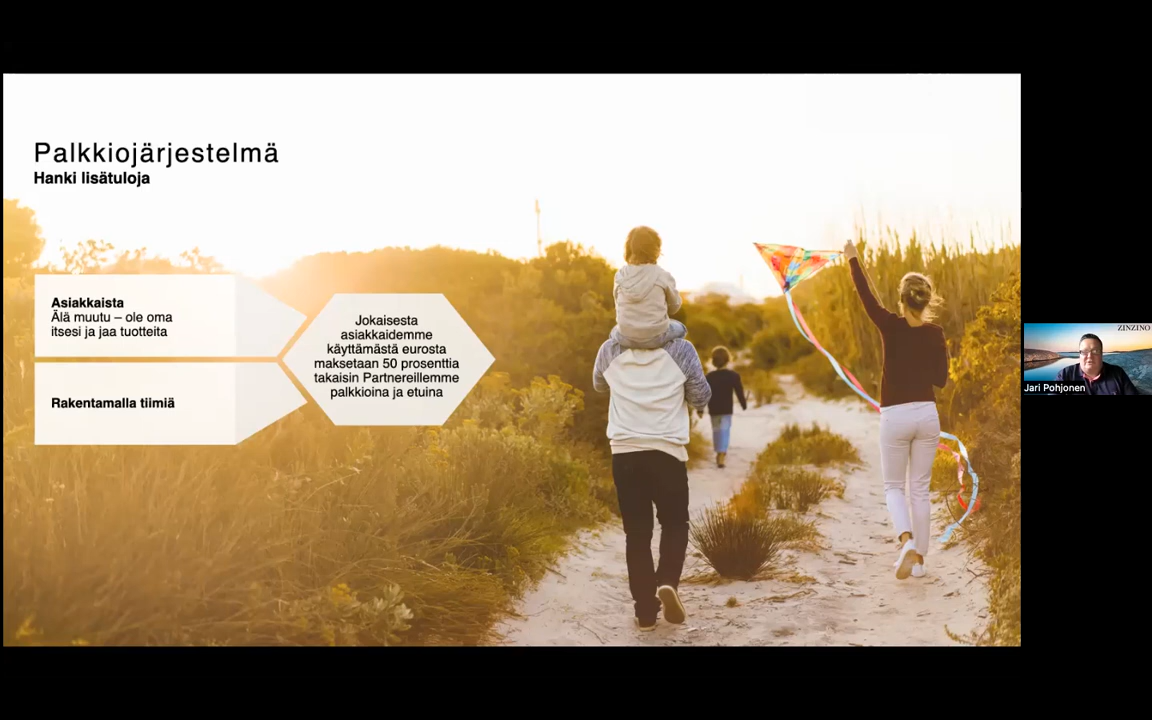 Palkkiojärjestelmä
Hanki lisätuloja
Asiakkaista
Älä muutu – ole oma
itsesi ja jaa tuotteita
Rakentamalla tiimiä
Jokaisesta
asiakkaidemme
käyttämästä eurosta
maksetaan 50 prosenttia
takaisin Partnereillemme
palkkioina ja etuina
ZINZINO
Jari Pohjonen